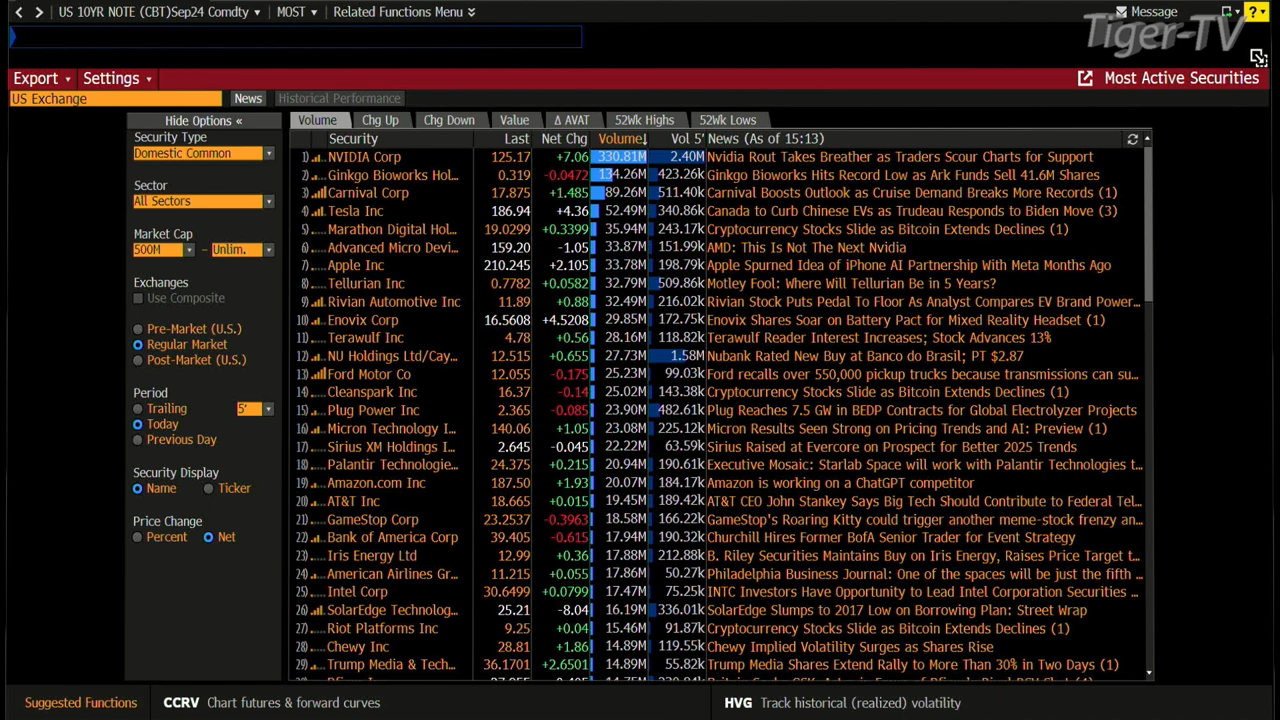 US 10YR NOTE (CBT)Sep24 Comdty MOST Related Functions Menu Message ?
Tiger-TV
Export Settings Most Active Securities
US Exchange News Historical Performance
Hide Options «
Security Type
Domestic Common
Sector
All Sectors
Market Cap
500M – Unlim.
Exchanges
Use Composite
Pre-Market (U.S.)
Regular Market
Post-Market (U.S.)
Period
Trailing 5'
Today
Previous Day
Security Display
Name Ticker
Price Change
Percent Net
Volume Chg Up Chg Down Value Δ AVAT 52Wk Highs 52Wk Lows
Security Last Net Chg Volume↓ Vol 5' News (As of 15:13)
1) NVIDIA Corp 125.17 +7.06 330.81M 2.40M Nvidia Rout Takes Breather as Traders Scour Charts for Support
2) Ginkgo Bioworks Hol... 0.319 -0.0472 134.26M 423.26k Ginkgo Bioworks Hits Record Low as Ark Funds Sell 41.6M Shares
3) Carnival Corp 17.875 +1.485 89.26M 511.40k Carnival Boosts Outlook as Cruise Demand Breaks More Records (1)
4) Tesla Inc 186.94 +4.36 52.49M 340.86k Canada to Curb Chinese EVs as Trudeau Responds to Biden Move (3)
5) Marathon Digital Hol... 19.0299 +0.3399 35.94M 243.17k Cryptocurrency Stocks Slide as Bitcoin Extends Declines (1)
6) Advanced Micro Devi... 159.20 -1.05 33.87M 151.99k AMD: This Is Not The Next Nvidia
7) Apple Inc 210.245 +2.105 33.78M 198.79k Apple Spurned Idea of iPhone AI Partnership With Meta Months Ago
8) Tellurian Inc 0.7782 +0.0582 32.79M 509.86k Motley Fool: Where Will Tellurian Be in 5 Years?
9) Rivian Automotive Inc 11.89 +0.88 32.49M 216.02k Rivian Stock Puts Pedal To Floor As Analyst Compares EV Brand Power...
10) Enovix Corp 16.5608 +4.5208 29.85M 172.75k Enovix Shares Soar on Battery Pact for Mixed Reality Headset (1)
11) Terawulf Inc 4.78 +0.56 28.16M 118.82k Terawulf Reader Interest Increases; Stock Advances 13%
12) NU Holdings Ltd/Cay... 12.515 +0.655 27.73M 1.58M Nubank Rated New Buy at Banco do Brasil; PT $2.87
13) Ford Motor Co 12.055 -0.175 25.23M 99.03k Ford recalls over 550,000 pickup trucks because transmissions can su...
14) Cleanspark Inc 16.37 -0.14 25.02M 143.38k Cryptocurrency Stocks Slide as Bitcoin Extends Declines (1)
15) Plug Power Inc 2.365 -0.085 23.90M 482.61k Plug Reaches 7.5 GW in BEDP Contracts for Global Electrolyzer Projects
16) Micron Technology I... 140.06 +1.05 23.08M 225.12k Micron Results Seen Strong on Pricing Trends and AI: Preview (1)
17) Sirius XM Holdings I... 2.645 -0.045 22.22M 63.59k Sirius Raised at Evercore on Prospect for Better 2025 Trends
18) Palantir Technologie... 24.375 +0.215 20.94M 190.61k Executive Mosaic: Starlab Space will work with Palantir Technologies t...
19) Amazon.com Inc 187.50 +1.93 20.07M 184.17k Amazon is working on a ChatGPT competitor
20) AT&T Inc 18.665 +0.015 19.45M 189.42k AT&T CEO John Stankey Says Big Tech Should Contribute to Federal Tel...
21) GameStop Corp 23.2537 -0.3963 18.58M 166.22k GameStop's Roaring Kitty could trigger another meme-stock frenzy an...
22) Bank of America Corp 39.405 -0.615 17.94M 190.32k Churchill Hires Former BofA Senior Trader for Event Strategy
23) Iris Energy Ltd 12.99 +0.36 17.88M 212.88k B. Riley Securities Maintains Buy on Iris Energy, Raises Price Target t...
24) American Airlines Gr... 11.215 +0.055 17.86M 50.27k Philadelphia Business Journal: One of the spaces will be just the fifth ...
25) Intel Corp 30.6499 +0.0799 17.47M 75.25k INTC Investors Have Opportunity to Lead Intel Corporation Securities ...
26) SolarEdge Technolog... 25.21 -8.04 16.19M 336.01k SolarEdge Slumps to 2017 Low on Borrowing Plan: Street Wrap
27) Riot Platforms Inc 9.25 +0.04 15.46M 91.87k Cryptocurrency Stocks Slide as Bitcoin Extends Declines (1)
28) Chewy Inc 28.81 +1.86 14.89M 119.55k Chewy Implied Volatility Surges as Shares Rise
29) Trump Media & Tech... 36.1701 +2.6501 14.89M 55.82k Trump Media Shares Extend Rally to More Than 30% in Two Days (1)
Suggested Functions CCRV Chart futures & forward curves HVG Track historical (realized) volatility